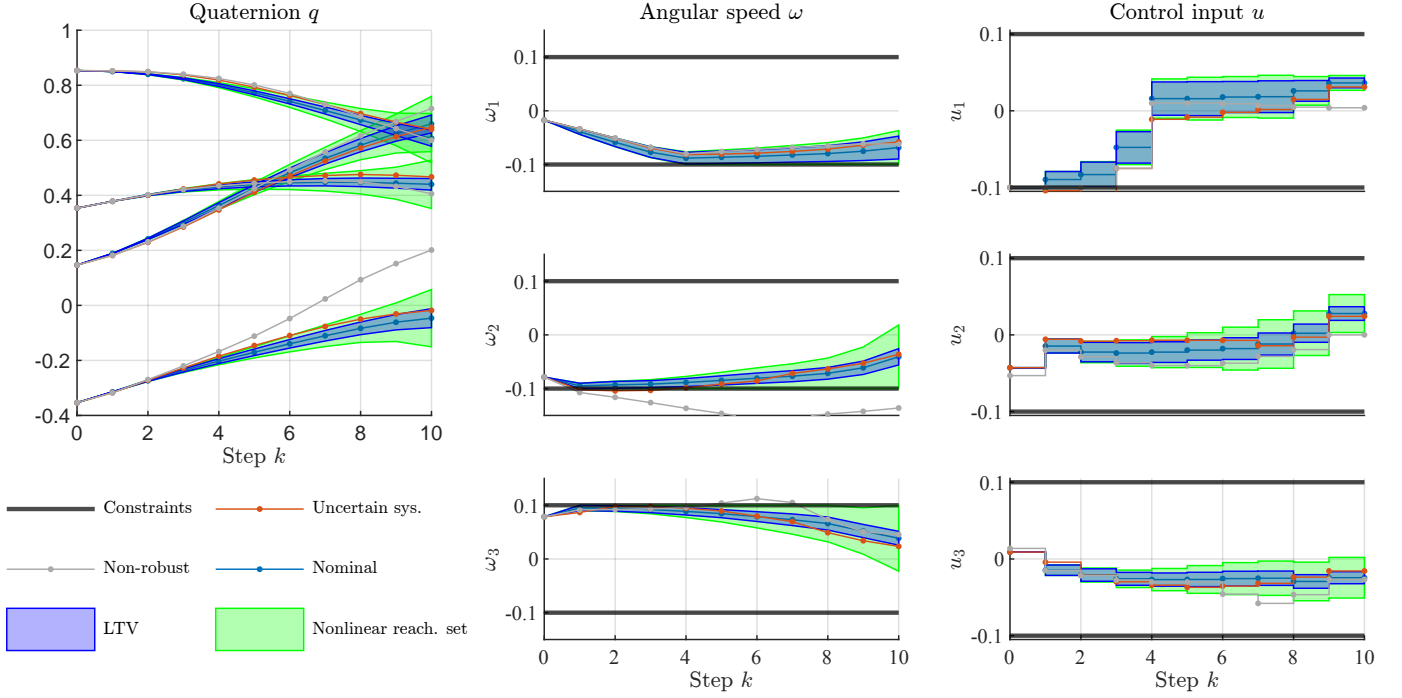 Quaternion q
1
0.8
0.6
0.4
0.2
0
-0.2
-0.4
0 2 4 6 8 10
Step k
Constraints
Uncertain sys.
Non-robust
Nominal
LTV
Nonlinear reach. set
Angular speed ω
0.1
0
-0.1
ω1
0.1
0
-0.1
ω2
0.1
0
-0.1
ω3
0 2 4 6 8 10
Step k
Control input u
0.1
0
-0.1
u1
0.1
0
-0.1
u2
0.1
0
-0.1
u3
0 2 4 6 8 10
Step k